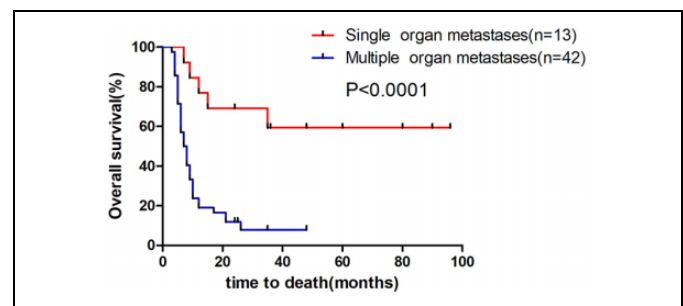 Single organ metastases(n=13)
Multiple organ metastases(n=42)
P<0.0001
Overall survival(%)
100
80
60
40
20
0
0 20 40 60 80 100
time to death(months)